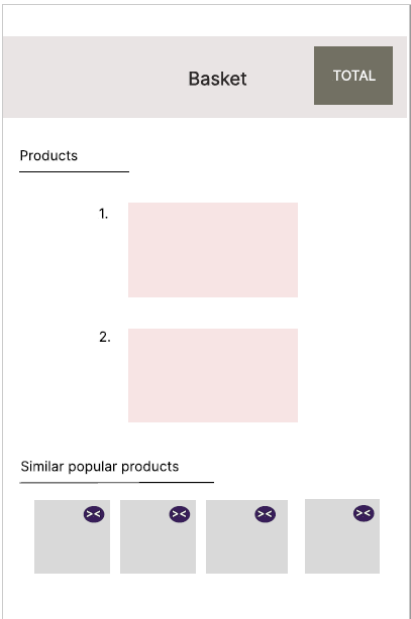 Basket
TOTAL
Products
1.
2.
Similar popular products
><
><
><
><